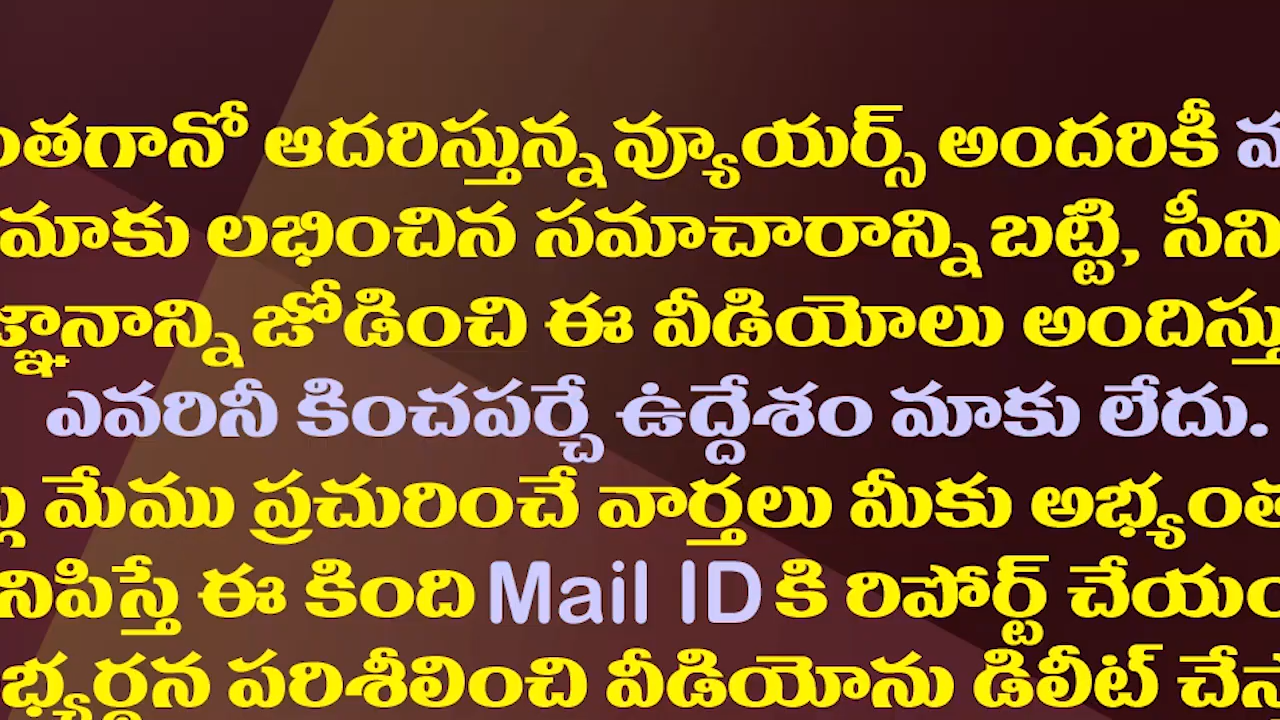 ంతగానో ఆదరిస్తున్న వ్యూయర్స్ అందరికీ
మాకు లభించిన సమాచారాన్ని బట్టి, సీని
జ్ఞానాన్ని జోడించి ఈ వీడియోలు అందిస్తు
ఎవరినీ కించపర్చే ఉద్దేశం మాకు లేదు.
మేము ప్రచురించే వార్తలు మీకు అభ్యంత
నిపిస్తే ఈ కింది Mail ID కి రిపోర్ట్ చేయం
భ్యర్థన పరిశీలించి వీడియోను డిలీట్ చేస